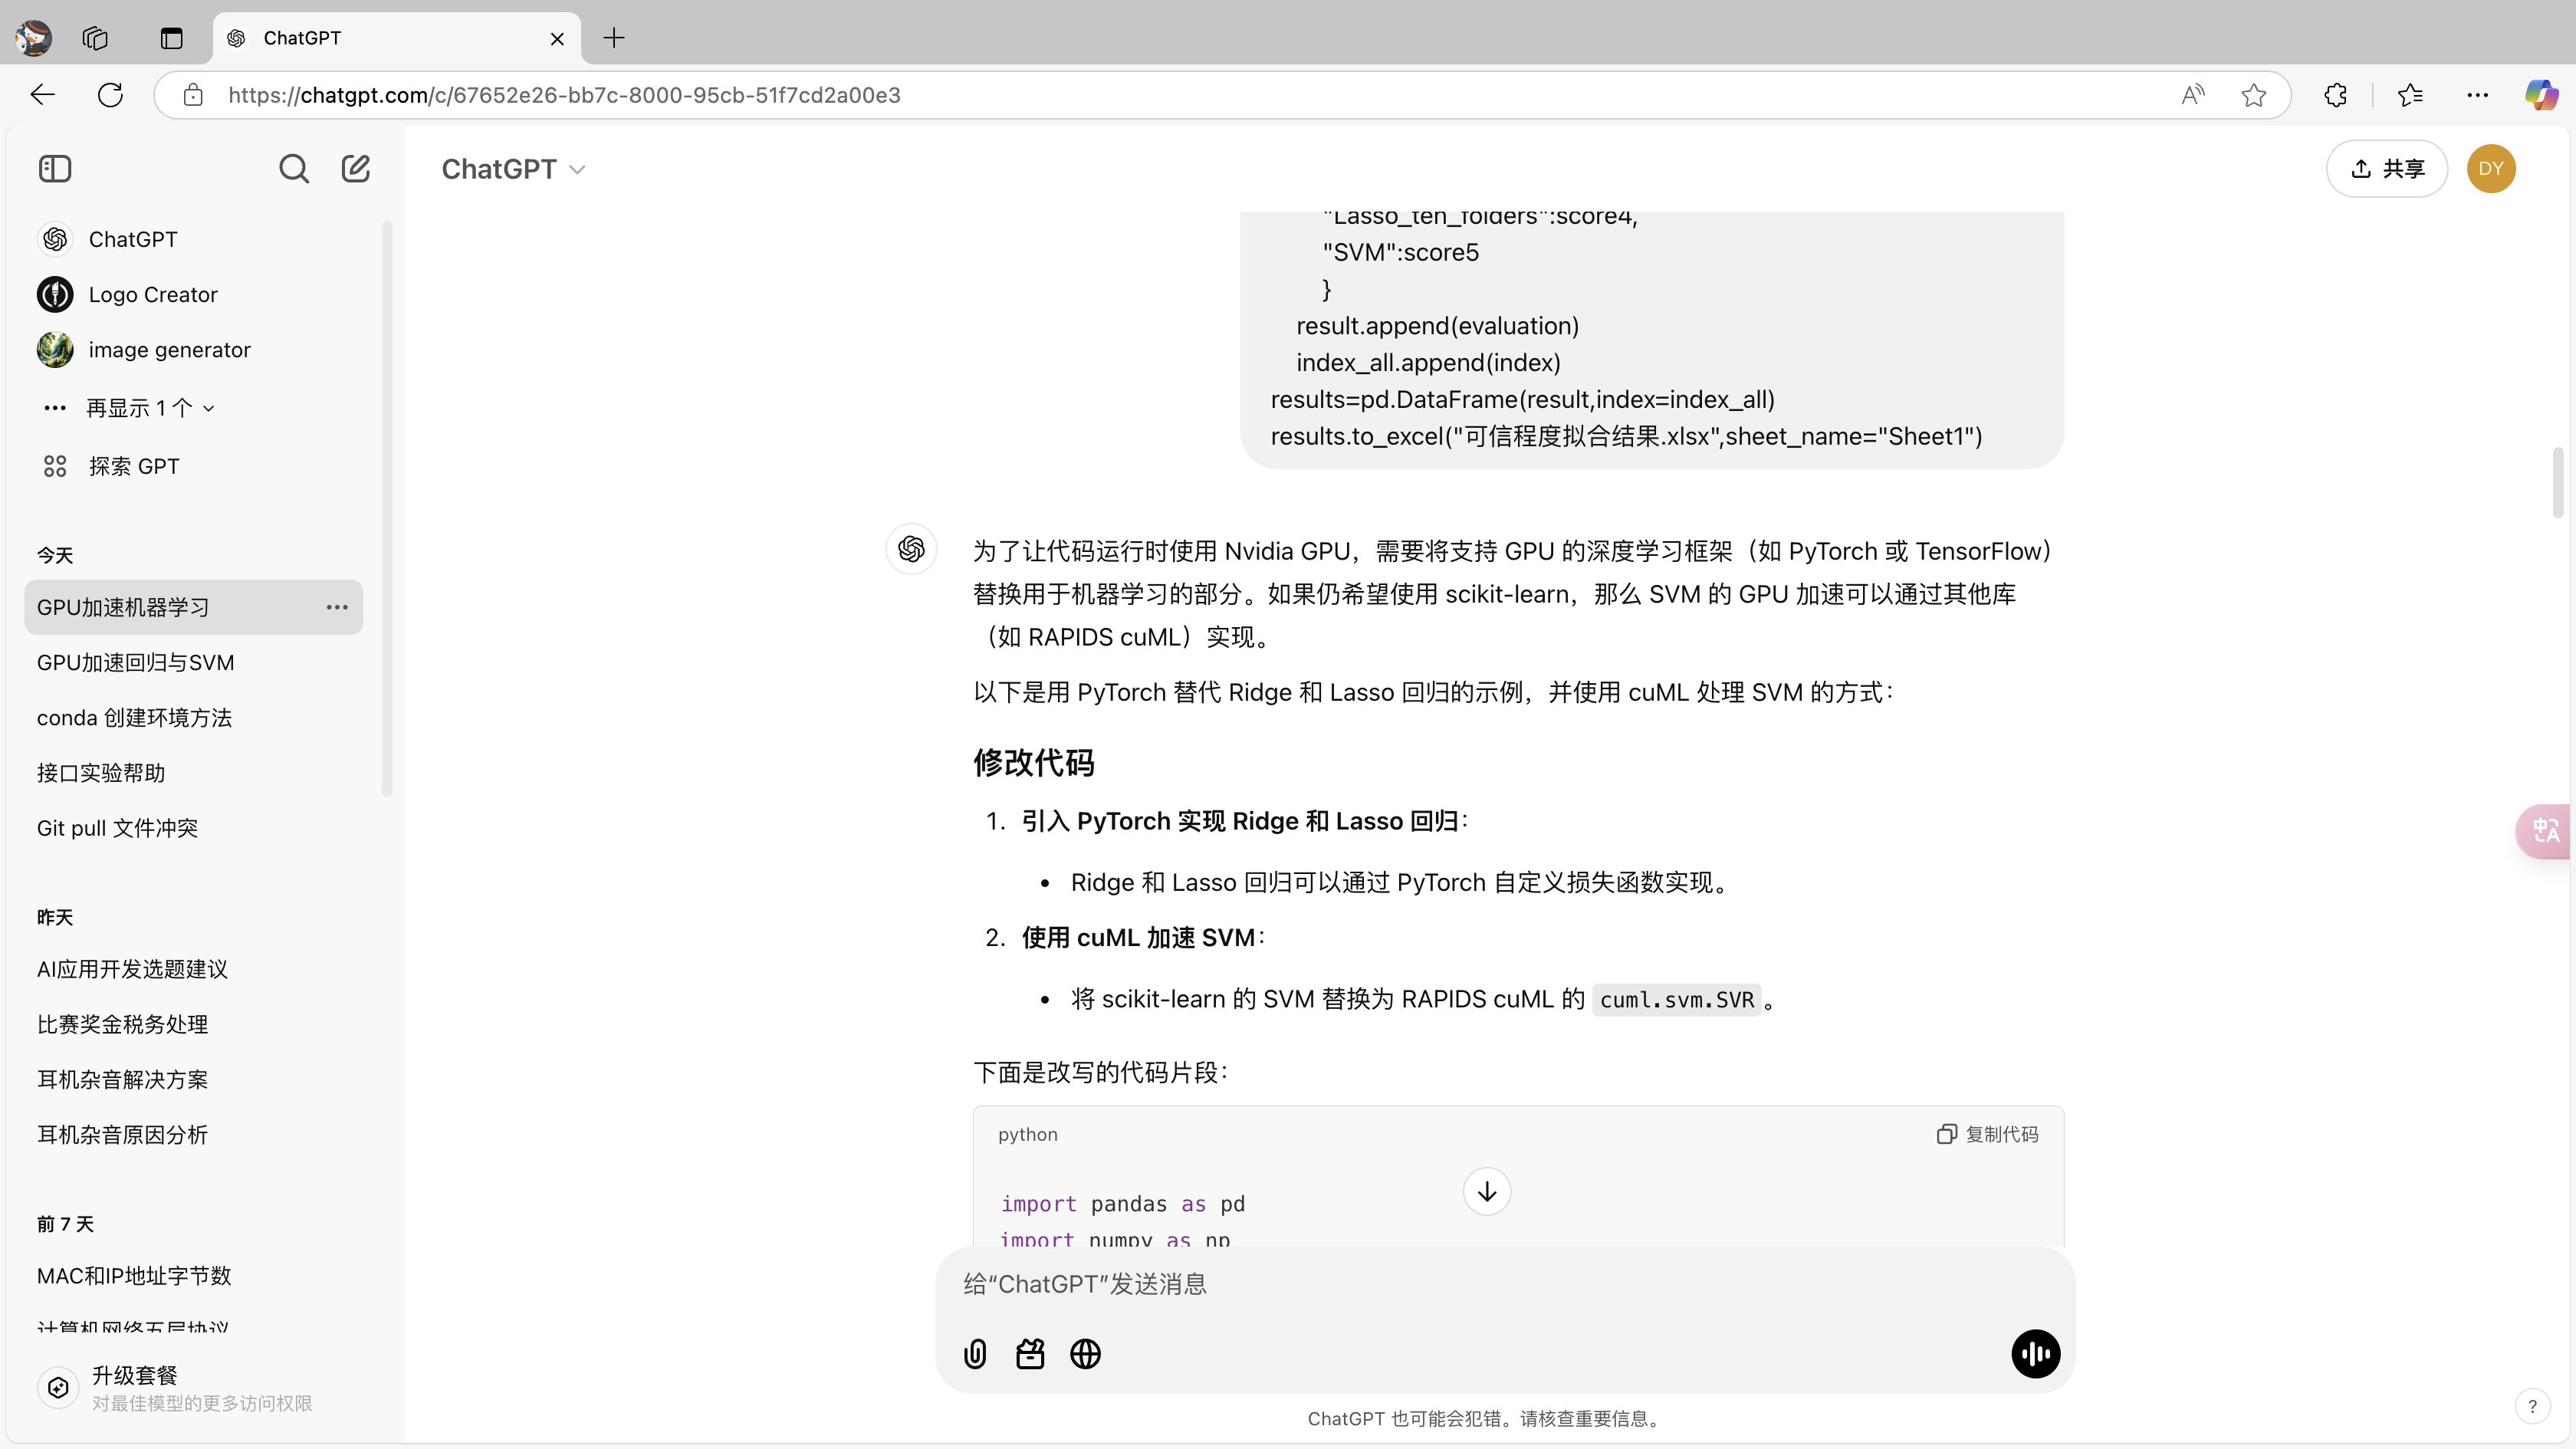 ChatGPT
https://chatgpt.com/c/67652e26-bb7c-8000-95cb-51f7cd2a00e3
ChatGPT
共享
DY
ChatGPT
Logo Creator
image generator
再显示 1 个
探索 GPT
今天
GPU加速机器学习
GPU加速回归与SVM
conda 创建环境方法
接口实验帮助
Git pull 文件冲突
昨天
AI应用开发选题建议
比赛奖金税务处理
耳机杂音解决方案
耳机杂音原因分析
前 7 天
MAC和IP地址字节数
计算机网络五层协议
升级套餐
对最佳模型的更多访问权限
"Lasso_ten_folders":score4,
"SVM":score5
}
result.append(evaluation)
index_all.append(index)
results=pd.DataFrame(result,index=index_all)
results.to_excel("可信程度拟合结果.xlsx",sheet_name="Sheet1")
为了让代码运行时使用 Nvidia GPU，需要将支持 GPU 的深度学习框架（如 PyTorch 或 TensorFlow）
替换用于机器学习的部分。如果仍希望使用 scikit-learn，那么 SVM 的 GPU 加速可以通过其他库
（如 RAPIDS cuML）实现。
以下是用 PyTorch 替代 Ridge 和 Lasso 回归的示例，并使用 cuML 处理 SVM 的方式：
修改代码
1. 引入 PyTorch 实现 Ridge 和 Lasso 回归：
• Ridge 和 Lasso 回归可以通过 PyTorch 自定义损失函数实现。
2. 使用 cuML 加速 SVM：
• 将 scikit-learn 的 SVM 替换为 RAPIDS cuML 的 cuml.svm.SVR。
下面是改写的代码片段：
python
复制代码
import pandas as pd
import numpy as np
给“ChatGPT”发送消息
ChatGPT 也可能会犯错。请核查重要信息。
?
中A